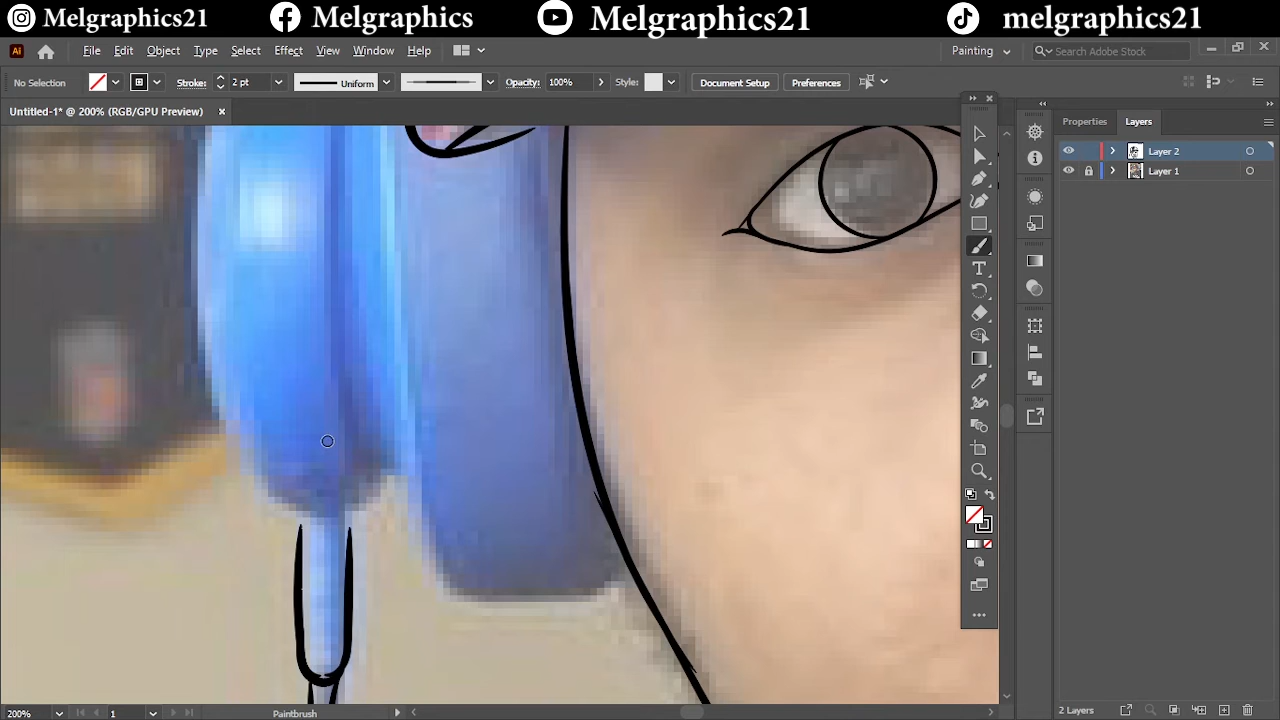 Melgraphics21 Melgraphics Melgraphics21 melgraphics21
Ai File Edit Object Type Select Effect View Window Help Painting Search Adobe Stock
No Selection Stroke: 2 pt Uniform Opacity: 100% Style: Document Setup Preferences
Untitled-1* @ 200% (RGB/GPU Preview)
Properties Layers
Layer 2
Layer 1
200% 1 Paintbrush 2 Layers